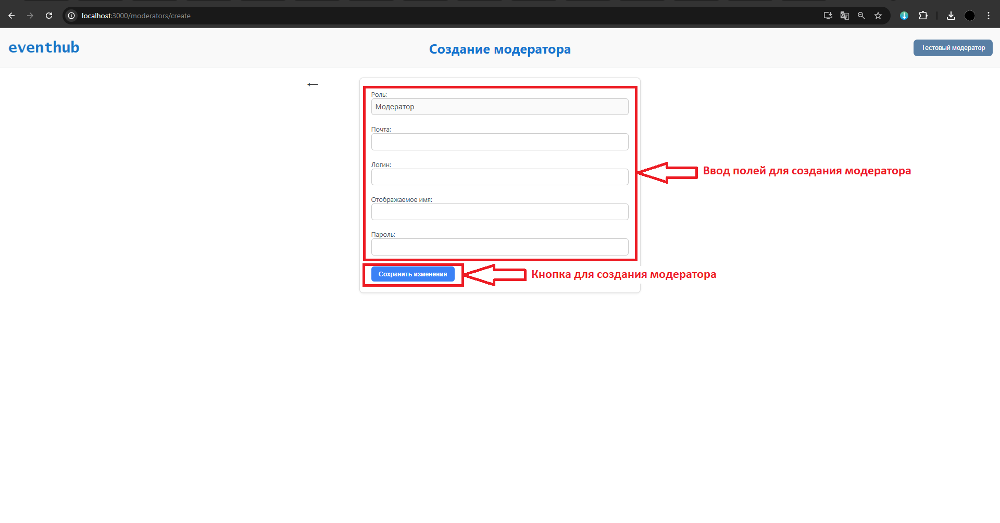 localhost:3000/moderators/create
eventhub
Создание модератора
Тестовый модератор
←
Роль:
Модератор
Почта:
Логин:
Ввод полей для создания модератора
Отображаемое имя:
Пароль:
Сохранить изменения
Кнопка для создания модератора